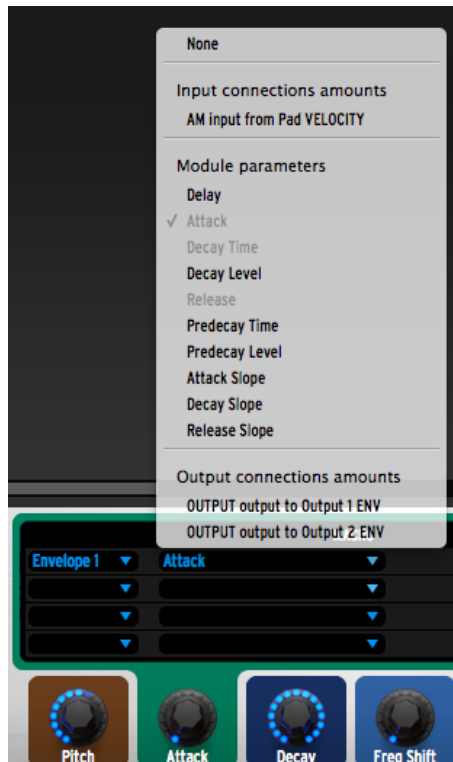 None
Input connections amounts
AM input from Pad VELOCITY
Module parameters
Delay
✓ Attack
Decay Time
Decay Level
Release
Predecay Time
Predecay Level
Attack Slope
Decay Slope
Release Slope
Output connections amounts
OUTPUT output to Output 1 ENV
OUTPUT output to Output 2 ENV
Envelope 1 Attack
Pitch Attack Decay Freq Shift